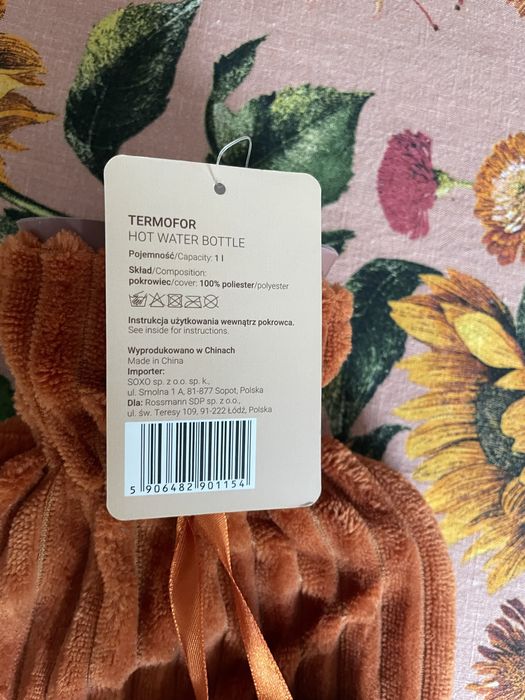 TERMOFOR
HOT WATER BOTTLE
Pojemność/Capacity: 1 l
Skład/Composition:
pokrowiec/cover: 100% poliester/polyester
Instrukcja użytkowania wewnątrz pokrowca.
See inside for instructions.
Wyprodukowano w Chinach
Made in China
Importer:
SOXO sp. z o.o. sp. k.,
ul. Smolna 1 A, 81-877 Sopot, Polska
Dla: Rossmann SDP sp. z o.o.,
ul. św. Teresy 109, 91-222 Łódź, Polska
5 906482 901154